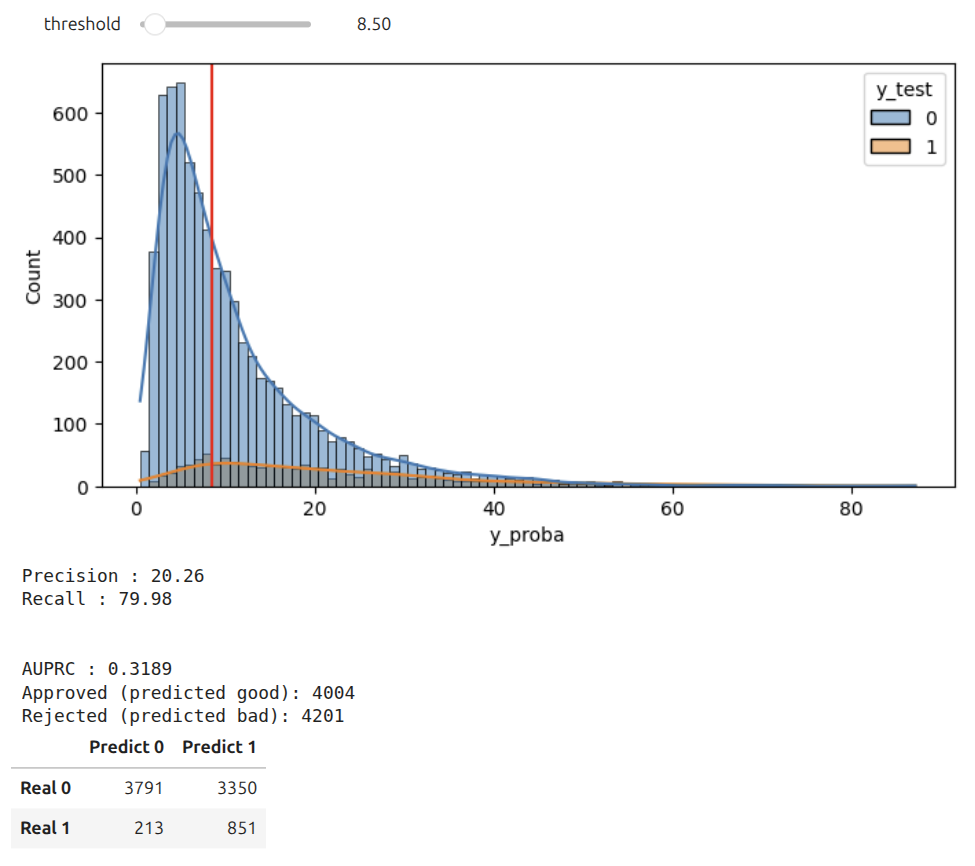 threshold 8.50
y_test
0
1
600
500
400
300
200
100
0
Count
0 20 40 60 80
y_proba
Precision : 20.26
Recall : 79.98
AUPRC : 0.3189
Approved (predicted good): 4004
Rejected (predicted bad): 4201
Predict 0 Predict 1
Real 0 3791 3350
Real 1 213 851